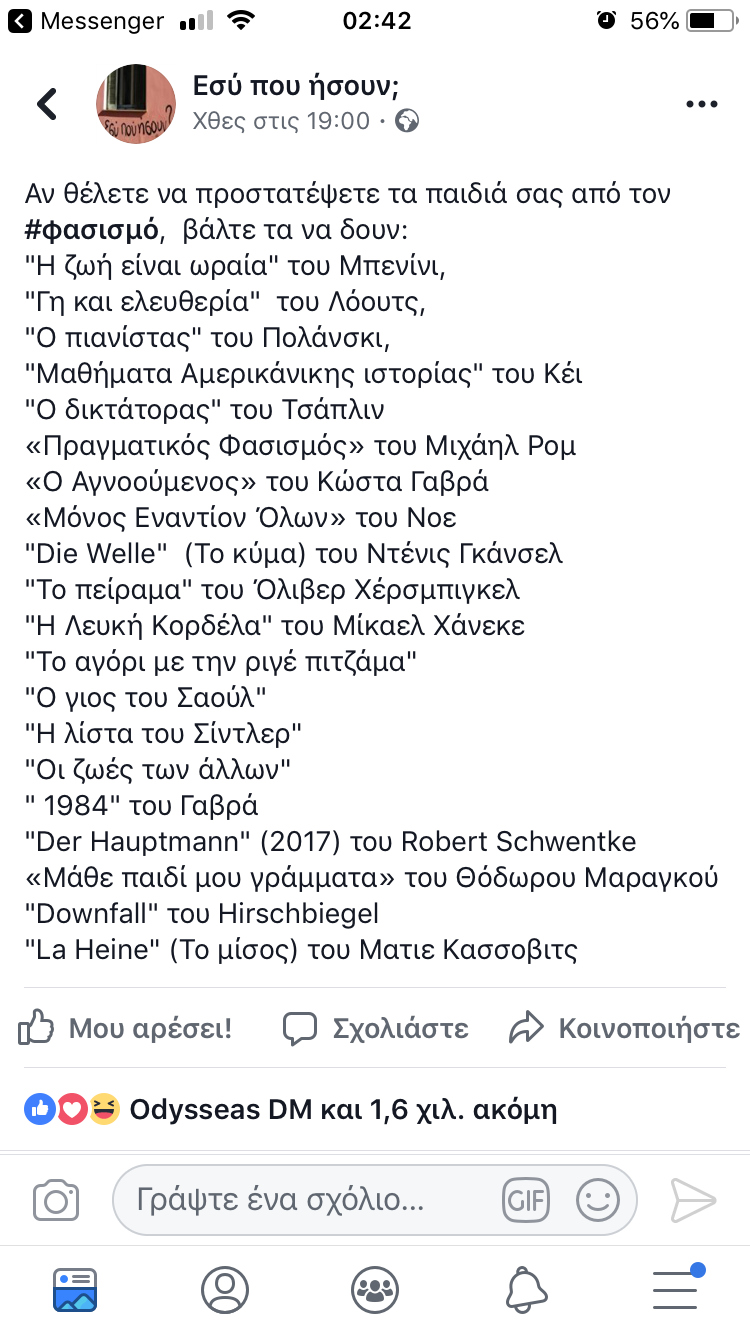 Messenger
02:42
56%
Εσύ που ήσουν;
Εσύ πού ήσουν?
Χθες στις 19:00 ·
Αν θέλετε να προστατέψετε τα παιδιά σας από τον
#φασισμό,  βάλτε τα να δουν:
"Η ζωή είναι ωραία" του Μπενίνι,
"Γη και ελευθερία"  του Λόουτς,
"Ο πιανίστας" του Πολάνσκι,
"Μαθήματα Αμερικάνικης ιστορίας" του Κέι
"Ο δικτάτορας" του Τσάπλιν
«Πραγματικός Φασισμός» του Μιχάηλ Ρομ
«Ο Αγνοούμενος» του Κώστα Γαβρά
«Μόνος Εναντίον Όλων» του Νοε
"Die Welle"  (Το κύμα) του Ντένις Γκάνσελ
"Το πείραμα" του Όλιβερ Χέρσμπιγκελ
"Η Λευκή Κορδέλα" του Μίκαελ Χάνεκε
"Το αγόρι με την ριγέ πιτζάμα"
"Ο γιος του Σαούλ"
"Η λίστα του Σίντλερ"
"Οι ζωές των άλλων"
" 1984" του Γαβρά
"Der Hauptmann" (2017) του Robert Schwentke
«Μάθε παιδί μου γράμματα» του Θόδωρου Μαραγκού
"Downfall" του Hirschbiegel
"La Heine" (Το μίσος) του Ματιε Κασσοβιτς
Μου αρέσει! Σχολιάστε Κοινοποιήστε
Odysseas DM και 1,6 χιλ. ακόμη
Γράψτε ένα σχόλιο... GIF